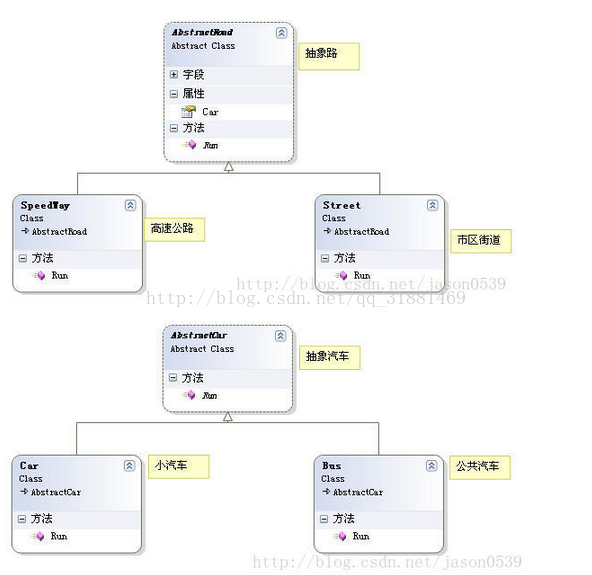 AbstractRoad
Abstract Class
抽象路
字段
属性
Car
方法
Run
SpeedWay
Class
AbstractRoad
方法
Run
高速公路
Street
Class
AbstractRoad
方法
Run
市区街道
http://blog.csdn.net/jason0539
http://blog.csdn.net/qq_31881469
AbstractCar
Abstract Class
抽象汽车
方法
Run
Car
Class
AbstractCar
方法
Run
小汽车
Bus
Class
AbstractCar
方法
Run
公共汽车
http://blog.csdn.net/jason0539